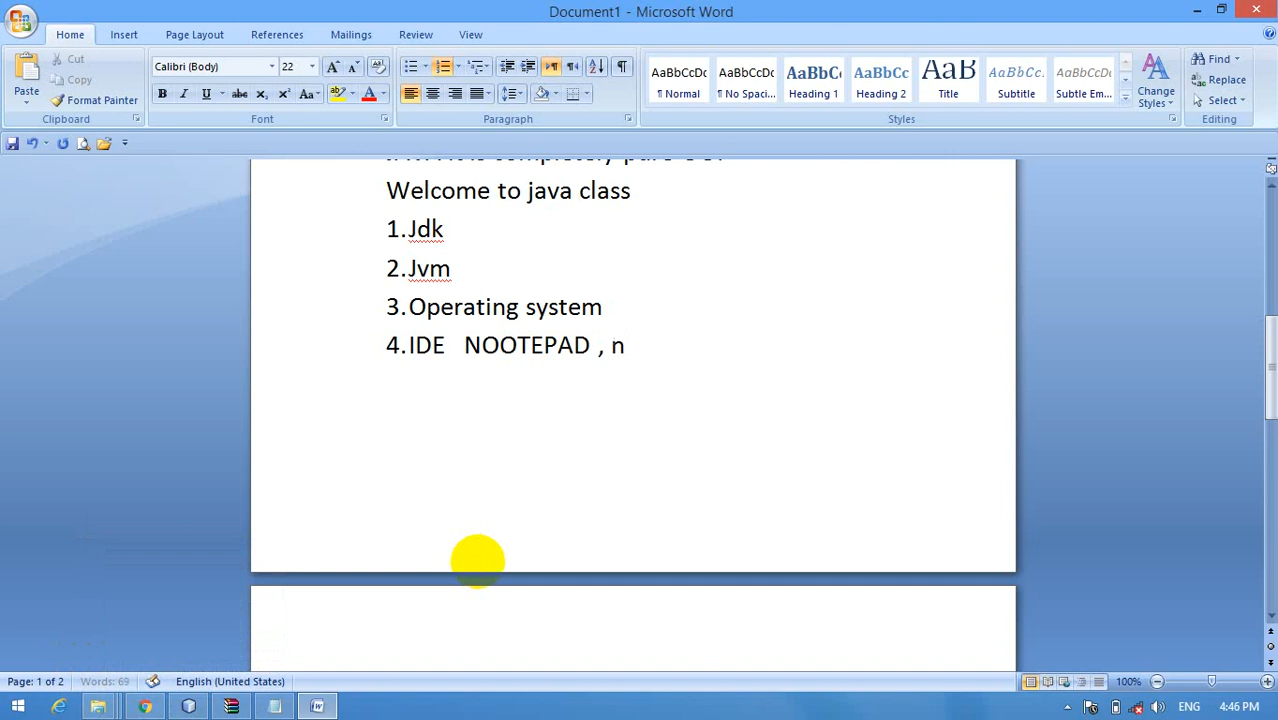 Document1 - Microsoft Word
Home Insert Page Layout References Mailings Review View
Paste
Cut
Copy
Format Painter
Clipboard
Calibri (Body) 22
Font
Paragraph
AaBbCcDc AaBbCcDc AaBbC AaBbCc AaB AaBbCc. AaBbCcDc
¶ Normal ¶ No Spaci... Heading 1 Heading 2 Title Subtitle Subtle Em...
Change
Styles
Styles
Find
Replace
Select
Editing
Welcome to java class
1. Jdk
2. Jvm
3. Operating system
4. IDE NOOTEPAD , n
Page: 1 of 2 Words: 69 English (United States) 100%
ENG 4:46 PM